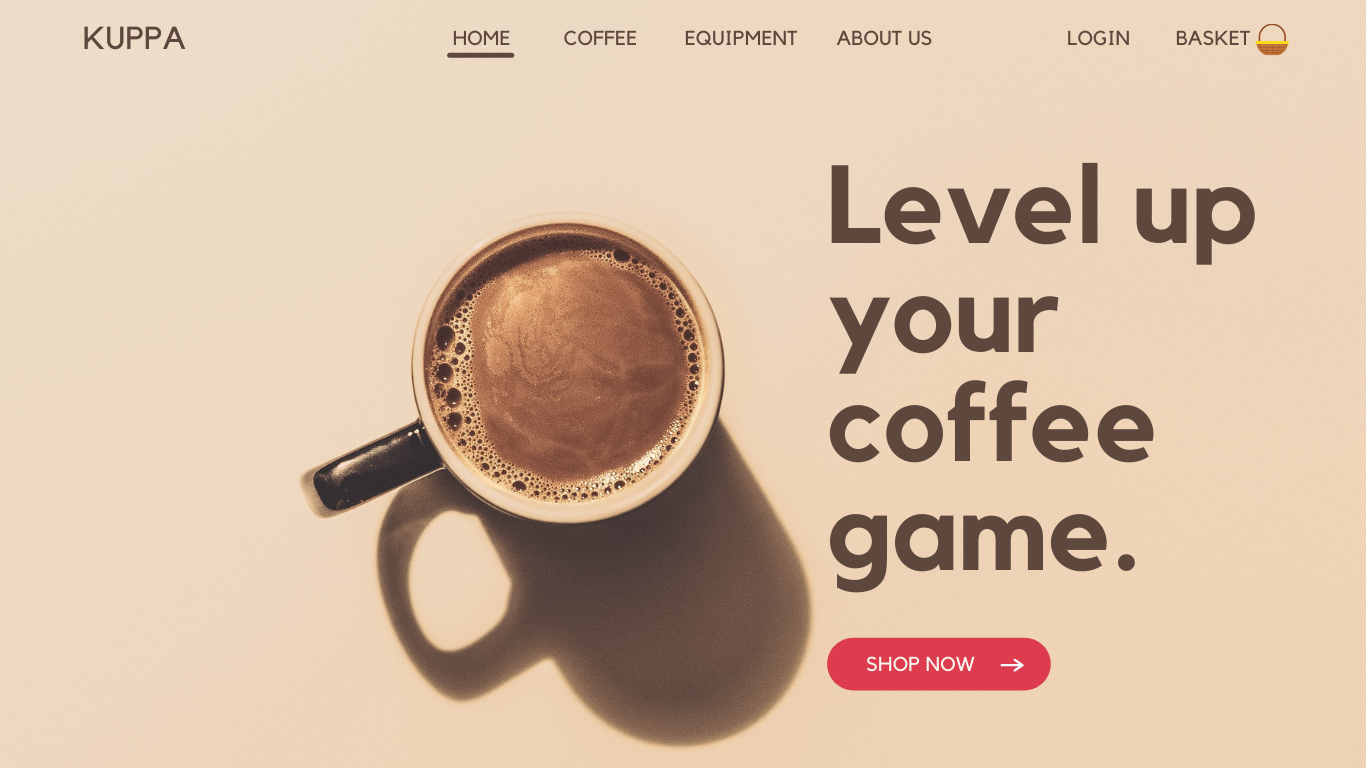 KUPPA
HOME COFFEE EQUIPMENT ABOUT US LOGIN BASKET
Level up
your
coffee
game.
SHOP NOW